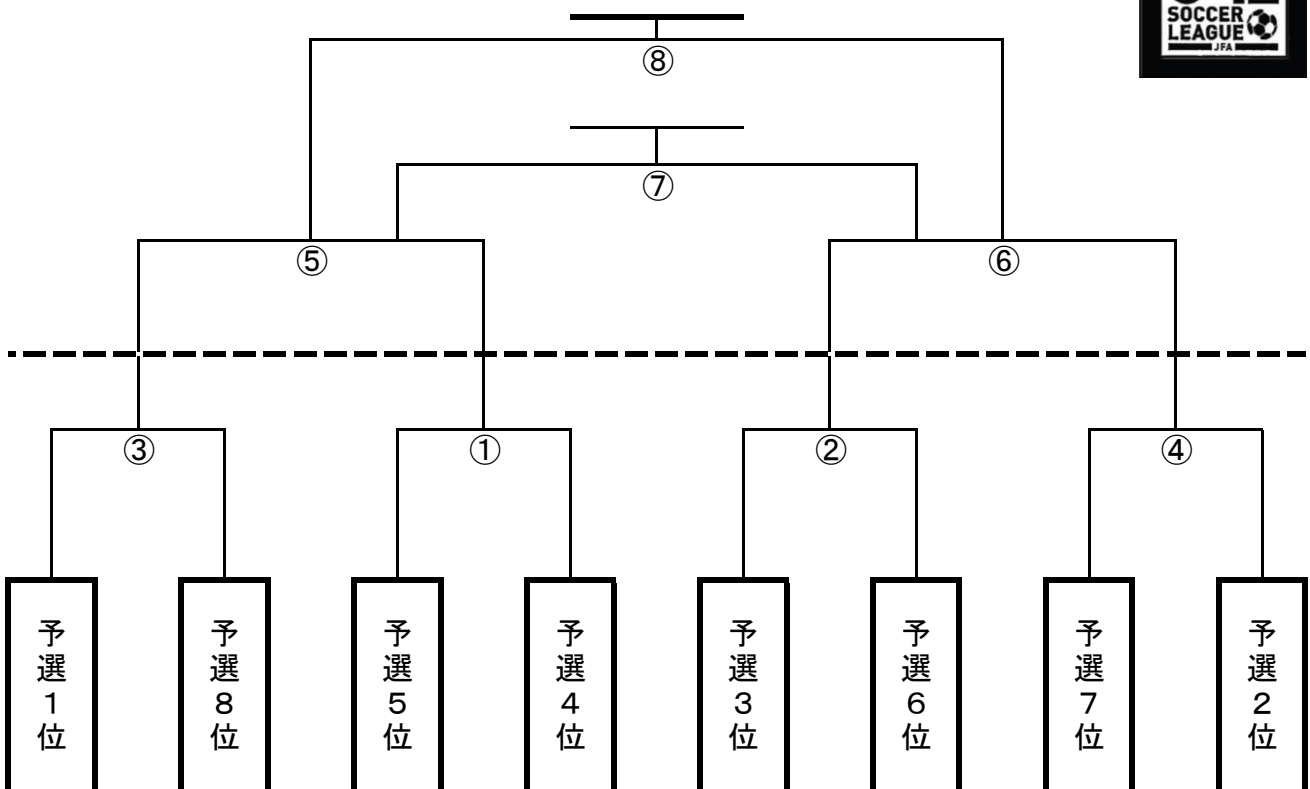 SOCCER
LEAGUE
JFA
⑧
⑦
⑤
⑥
③
①
②
④
予選1位
予選8位
予選5位
予選4位
予選3位
予選6位
予選7位
予選2位